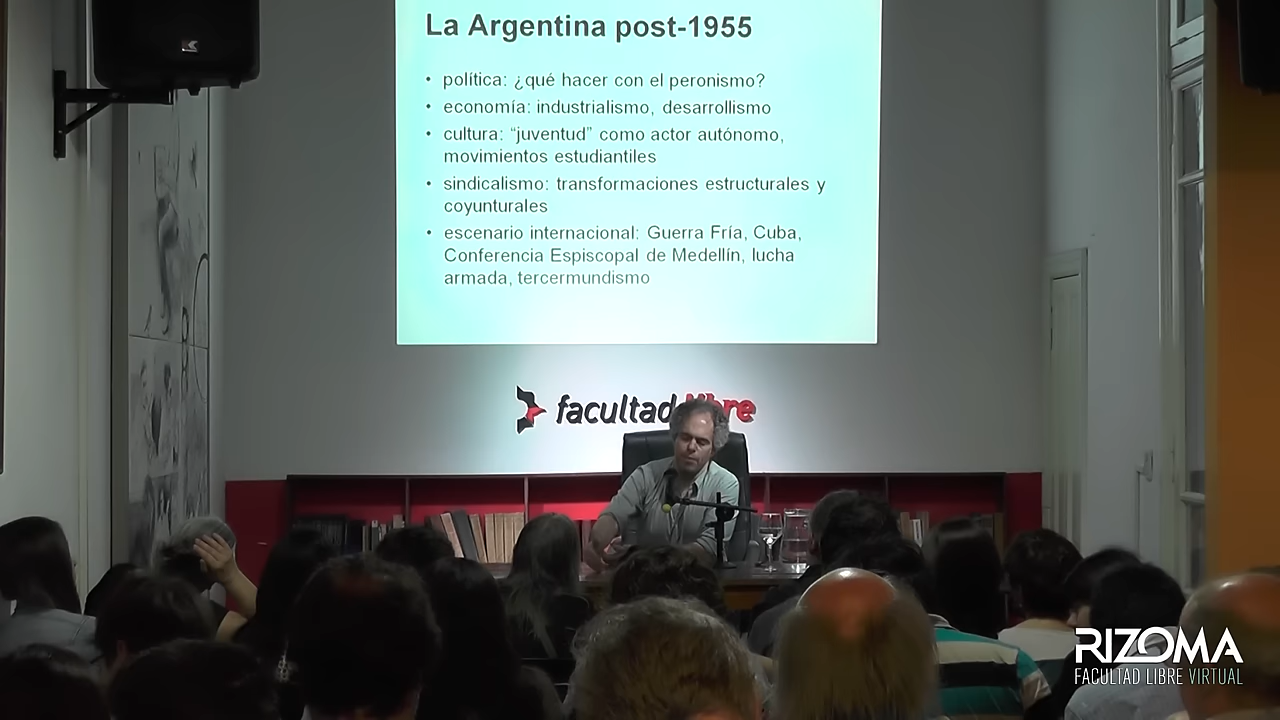 La Argentina post-1955
• política: ¿qué hacer con el peronismo?
• economía: industrialismo, desarrollismo
• cultura: “juventud” como actor autónomo,
movimientos estudiantiles
• sindicalismo: transformaciones estructurales y
coyunturales
• escenario internacional: Guerra Fría, Cuba,
Conferencia Espiscopal de Medellín, lucha
armada, tercermundismo
facultad libre
RIZOMA
FACULTAD LIBRE VIRTUAL